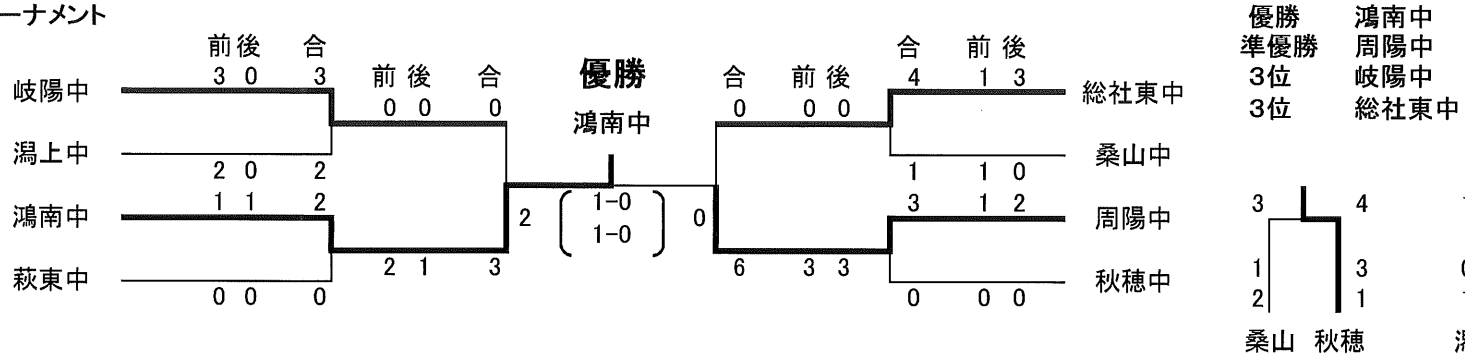 ーナメント
前 後 合
3 0 3
岐陽中
潟上中
2 0 2
1 1 2
鴻南中
萩東中
0 0 0
前 後 合
0 0 0
2 1 3
優勝
鴻南中
2 ( 1-0 ) 0
1-0
合 前 後
0 0 0
6 3 3
合 前 後
4 1 3
総社東中
桑山中
1 1 0
3 1 2
周陽中
秋穂中
0 0 0
優勝 鴻南中
準優勝 周陽中
3位 岐陽中
3位 総社東中
3 4
1 3
2 1
桑山 秋穂